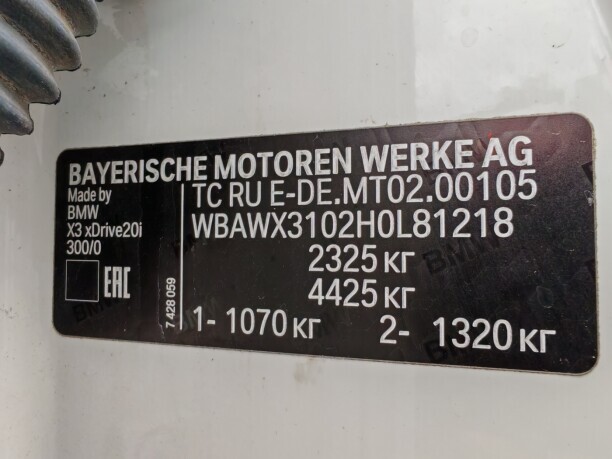 BAYERISCHE MOTOREN WERKE AG
Made by
BMW
X3 xDrive20i
300/0
EAC
7 428 059
TC RU E-DE.MT02.00105
WBAWX3102H0L81218
2325 кг
4425 кг
1- 1070 кг 2- 1320 кг